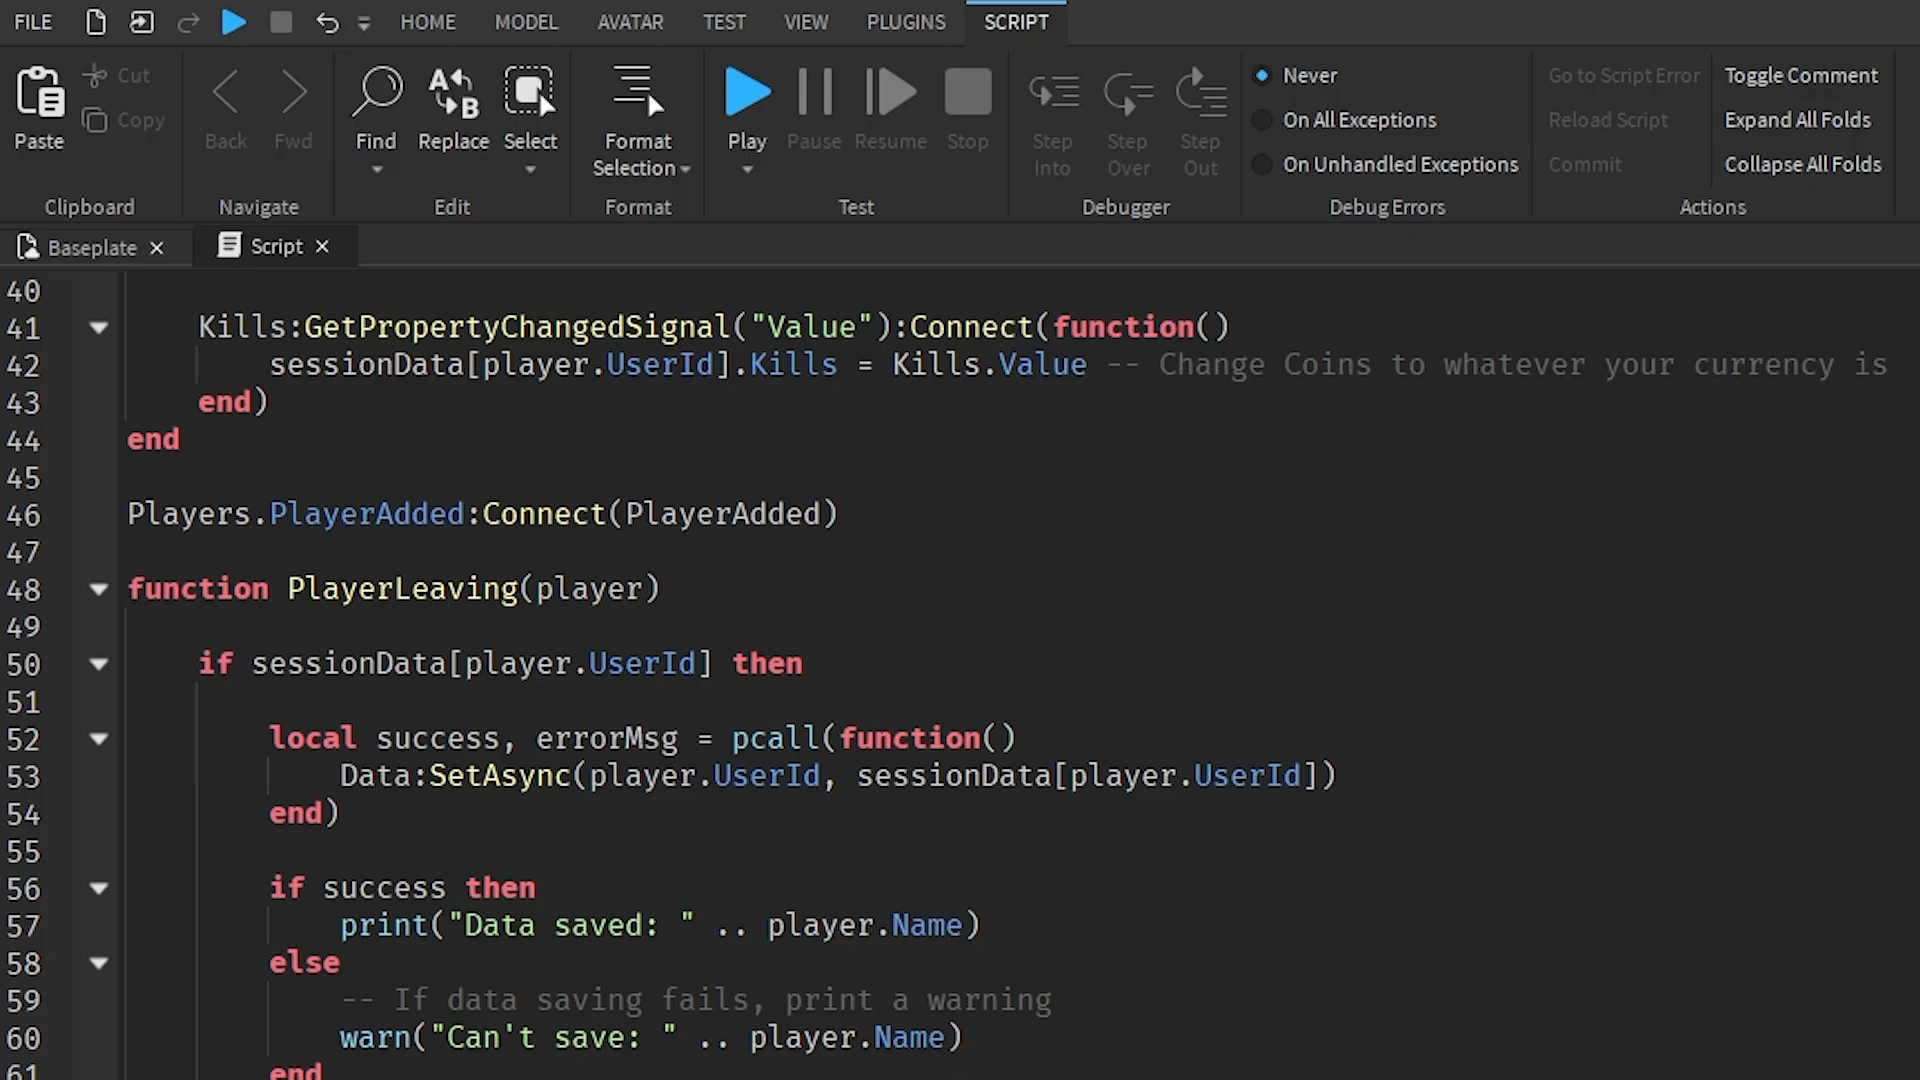 FILE HOME MODEL AVATAR TEST VIEW PLUGINS SCRIPT
Paste Cut Copy Back Fwd Find Replace Select Format Selection Play Pause Resume Stop Step Into Step Over Step Out
Never
On All Exceptions
On Unhandled Exceptions
Go to Script Error
Reload Script
Commit
Toggle Comment
Expand All Folds
Collapse All Folds
Clipboard Navigate Edit Format Test Debugger Debug Errors Actions
Baseplate Script
40
41 Kills:GetPropertyChangedSignal("Value"):Connect(function()
42 sessionData[player.UserId].Kills = Kills.Value -- Change Coins to whatever your currency is
43 end)
44 end
45
46 Players.PlayerAdded:Connect(PlayerAdded)
47
48 function PlayerLeaving(player)
49
50 if sessionData[player.UserId] then
51
52 local success, errorMsg = pcall(function()
53 Data:SetAsync(player.UserId, sessionData[player.UserId])
54 end)
55
56 if success then
57 print("Data saved: " .. player.Name)
58 else
59 -- If data saving fails, print a warning
60 warn("Can't save: " .. player.Name)
61 end